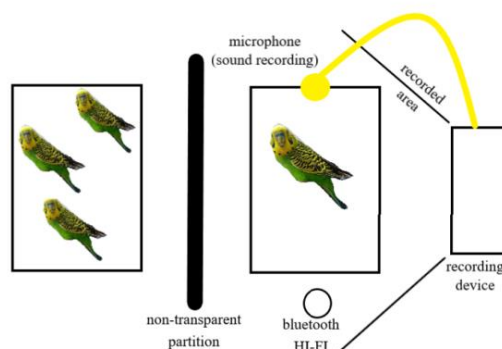 microphone
(sound recording)
recorded
area
recording
device
non-transparent
partition
bluetooth
HI-FI